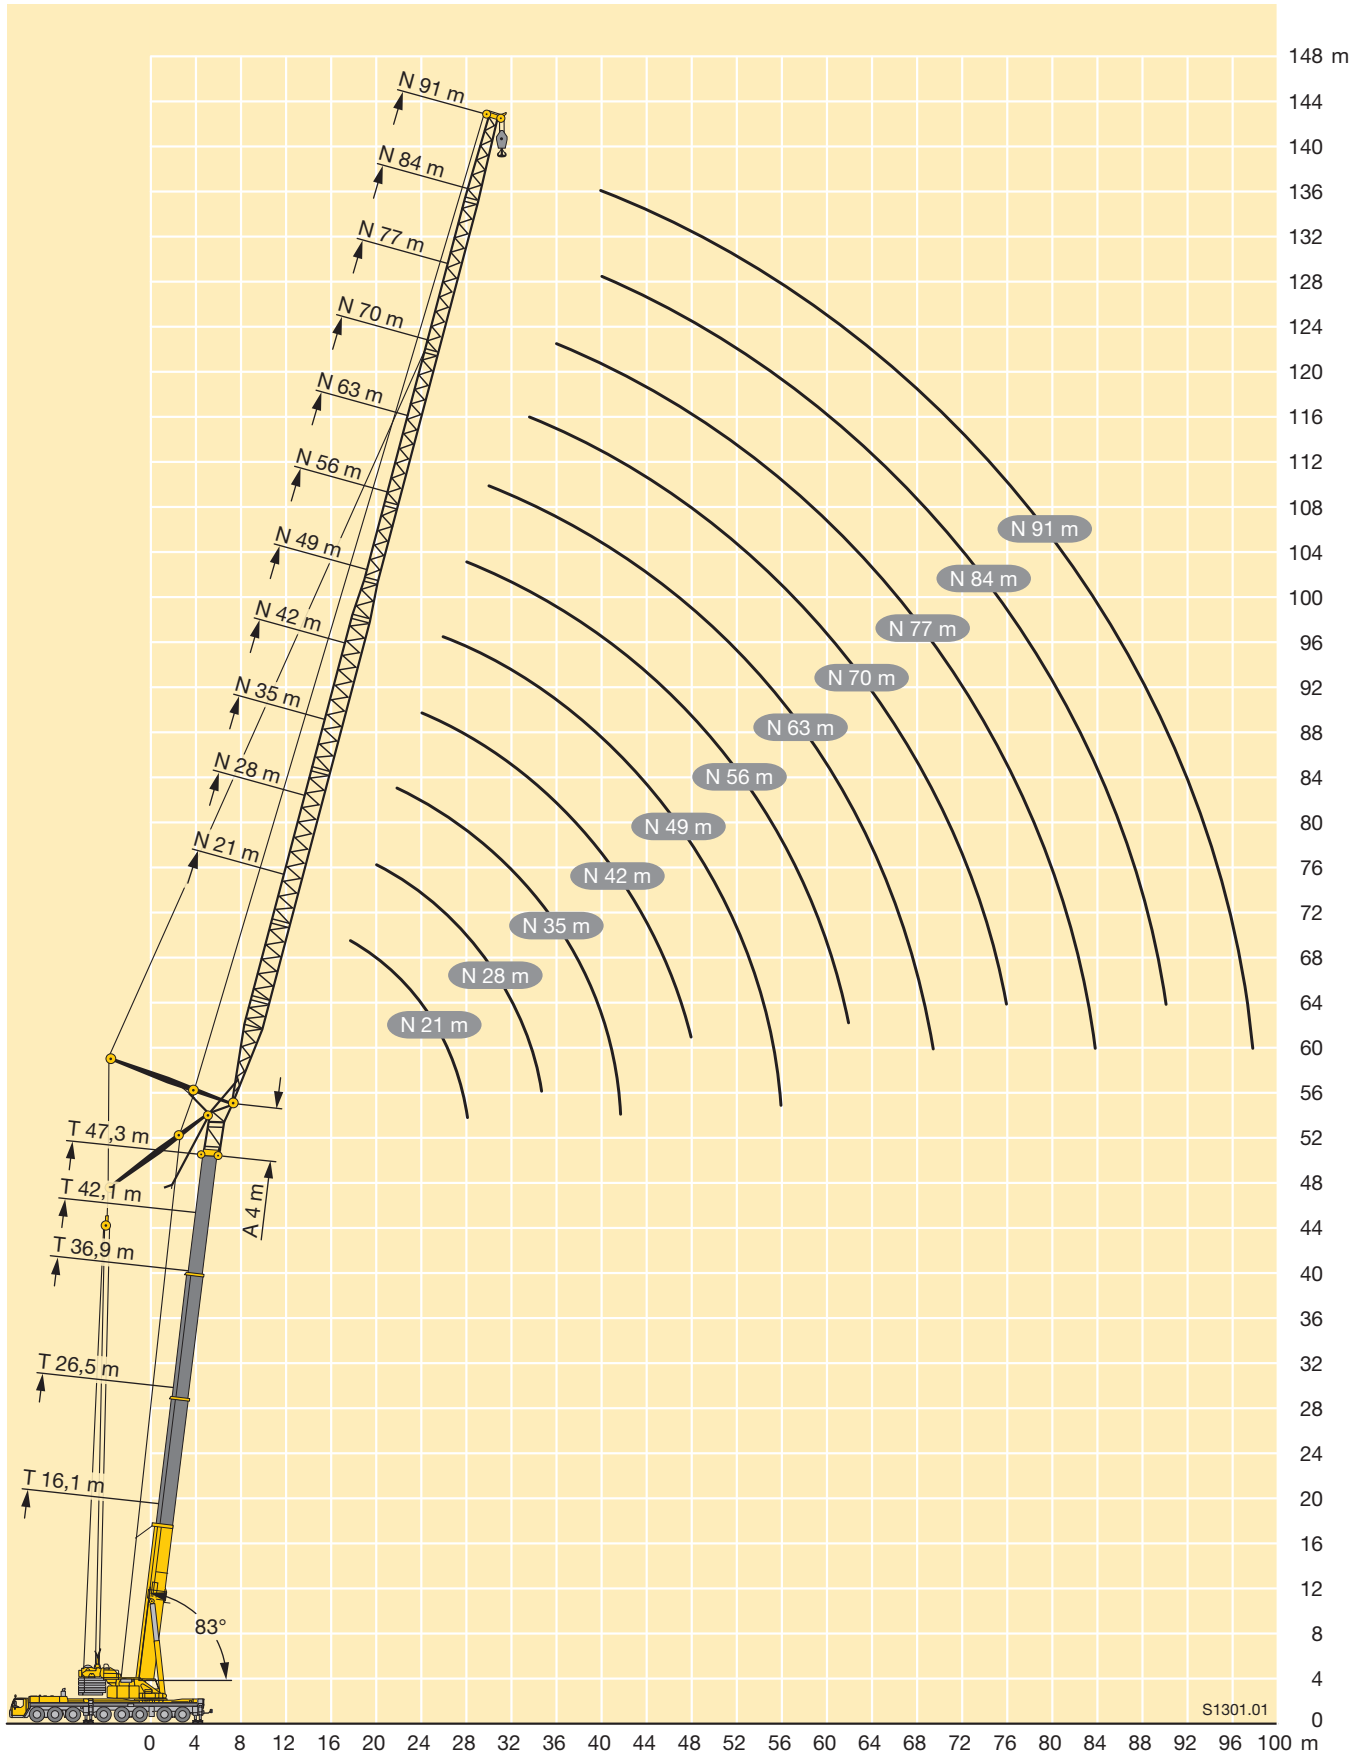 148 m
144
140
136
132
128
124
120
116
112
108
104
100
96
92
88
84
80
76
72
68
64
60
56
52
48
44
40
36
32
28
24
20
16
12
8
4
0
N 91 m
N 84 m
N 77 m
N 70 m
N 63 m
N 56 m
N 49 m
N 42 m
N 35 m
N 28 m
N 21 m
N 91 m
N 84 m
N 77 m
N 70 m
N 63 m
N 56 m
N 49 m
N 42 m
N 35 m
N 28 m
N 21 m
T 47,3 m
T 42,1 m
A 4 m
T 36,9 m
T 26,5 m
T 16,1 m
83°
S1301.01
0 4 8 12 16 20 24 28 32 36 40 44 48 52 56 60 64 68 72 76 80 84 88 92 96 100 m